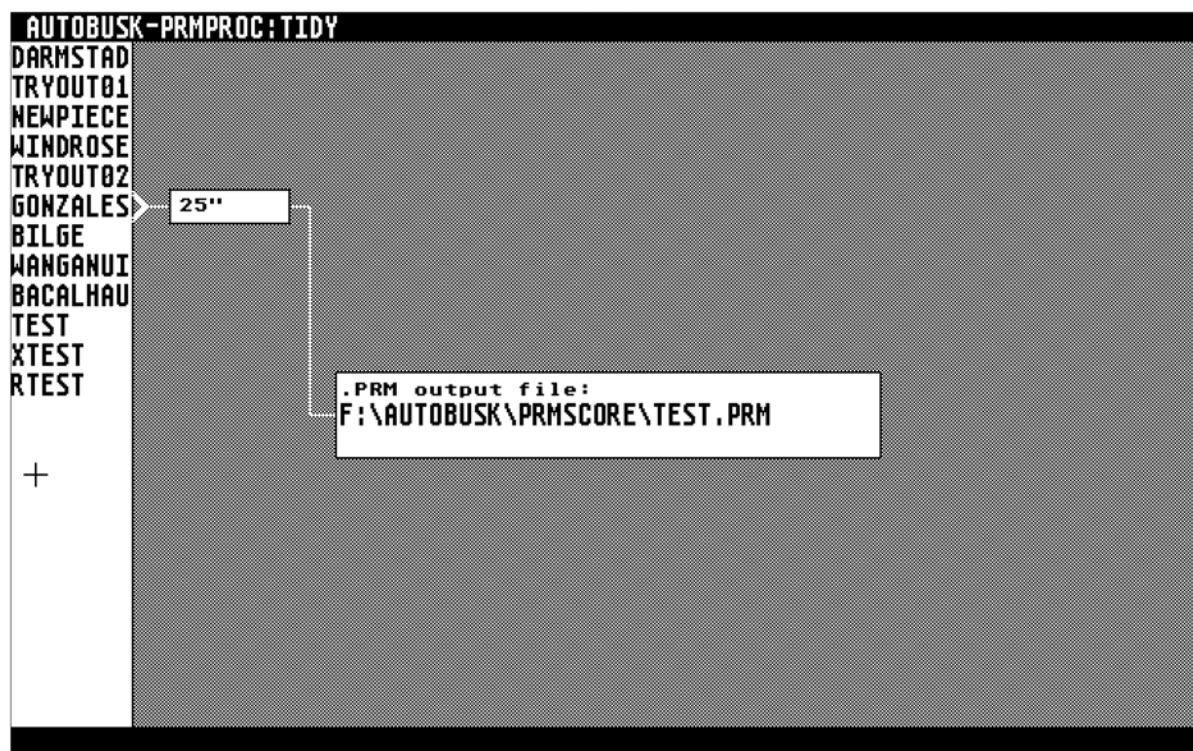 AUTOBUSK-PRMPROC:TIDY
DARMSTAD
TRYOUT01
NEWPIECE
WINDROSE
TRYOUT02
GONZALES
25"
BILGE
WANGANUI
BACALHAU
TEST
XTEST
RTEST
.PRM output file:
F:\AUTOBUSK\PRMSCORE\TEST.PRM